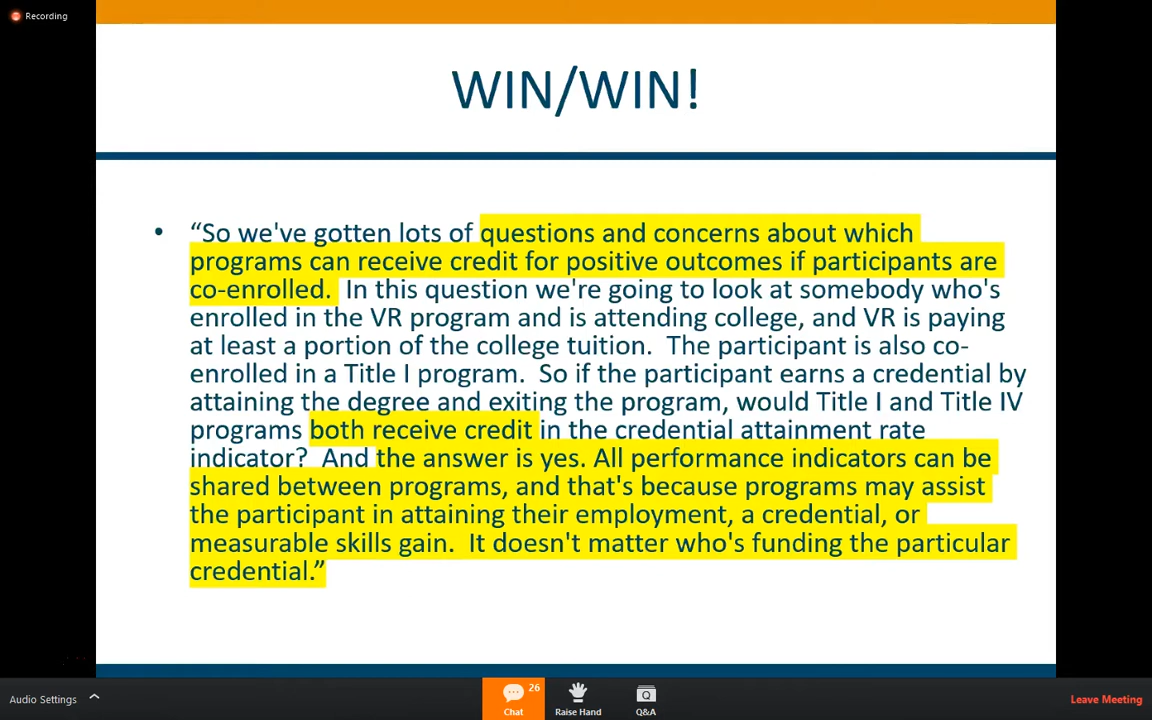 Recording
WIN/WIN!
• “So we've gotten lots of questions and concerns about which
programs can receive credit for positive outcomes if participants are
co-enrolled. In this question we're going to look at somebody who's
enrolled in the VR program and is attending college, and VR is paying
at least a portion of the college tuition. The participant is also co-
enrolled in a Title I program. So if the participant earns a credential by
attaining the degree and exiting the program, would Title I and Title IV
programs both receive credit in the credential attainment rate
indicator? And the answer is yes. All performance indicators can be
shared between programs, and that's because programs may assist
the participant in attaining their employment, a credential, or
measurable skills gain. It doesn't matter who's funding the particular
credential.”
Audio Settings
26
Chat
Raise Hand
Q
Q&A
Leave Meeting